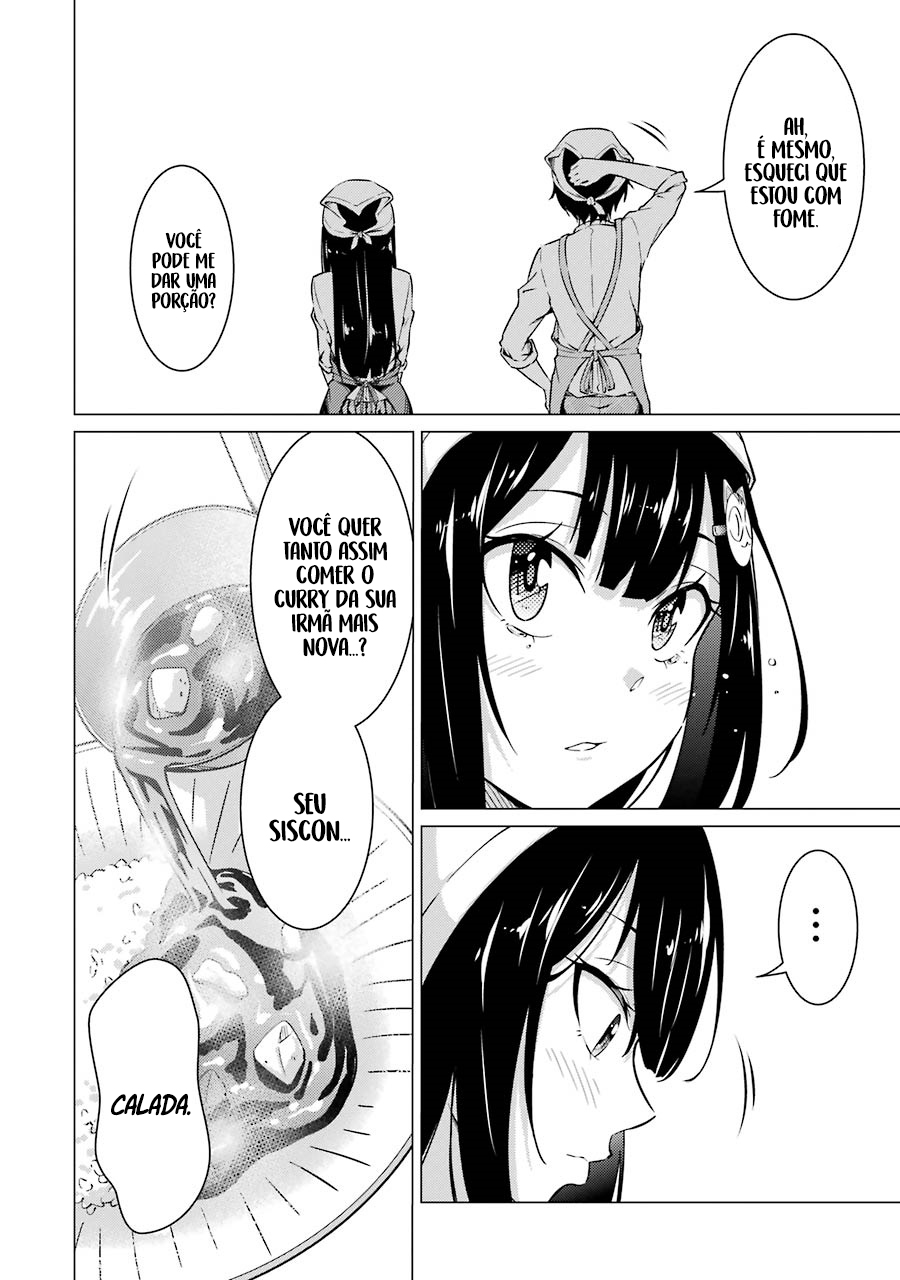 AH,
É MESMO,
ESQUECI QUE
ESTOU COM
FOME.
VOCÊ
PODE ME
DAR UMA
PORÇÃO?
...
VOCÊ QUER
TANTO ASSIM
COMER O
CURRY DA SUA
IRMÃ MAIS
NOVA...?
SEU
SISCON...
CALADA.